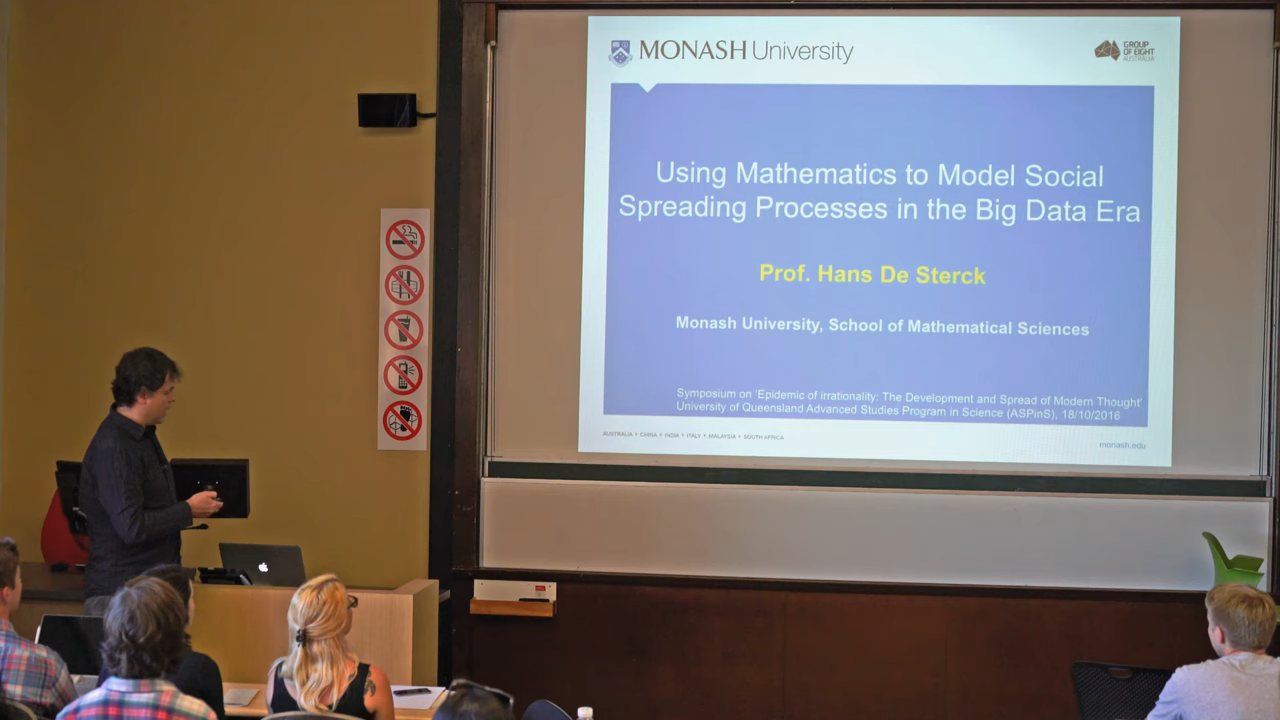 MONASH University
GROUP
OF EIGHT
AUSTRALIA
Using Mathematics to Model Social
Spreading Processes in the Big Data Era
Prof. Hans De Sterck
Monash University, School of Mathematical Sciences
Symposium on 'Epidemic of irrationality: The Development and Spread of Modern Thought'
University of Queensland Advanced Studies Program in Science (ASPinS), 18/10/2016
AUSTRALIA • CHINA • INDIA • ITALY • MALAYSIA • SOUTH AFRICA
monash.edu